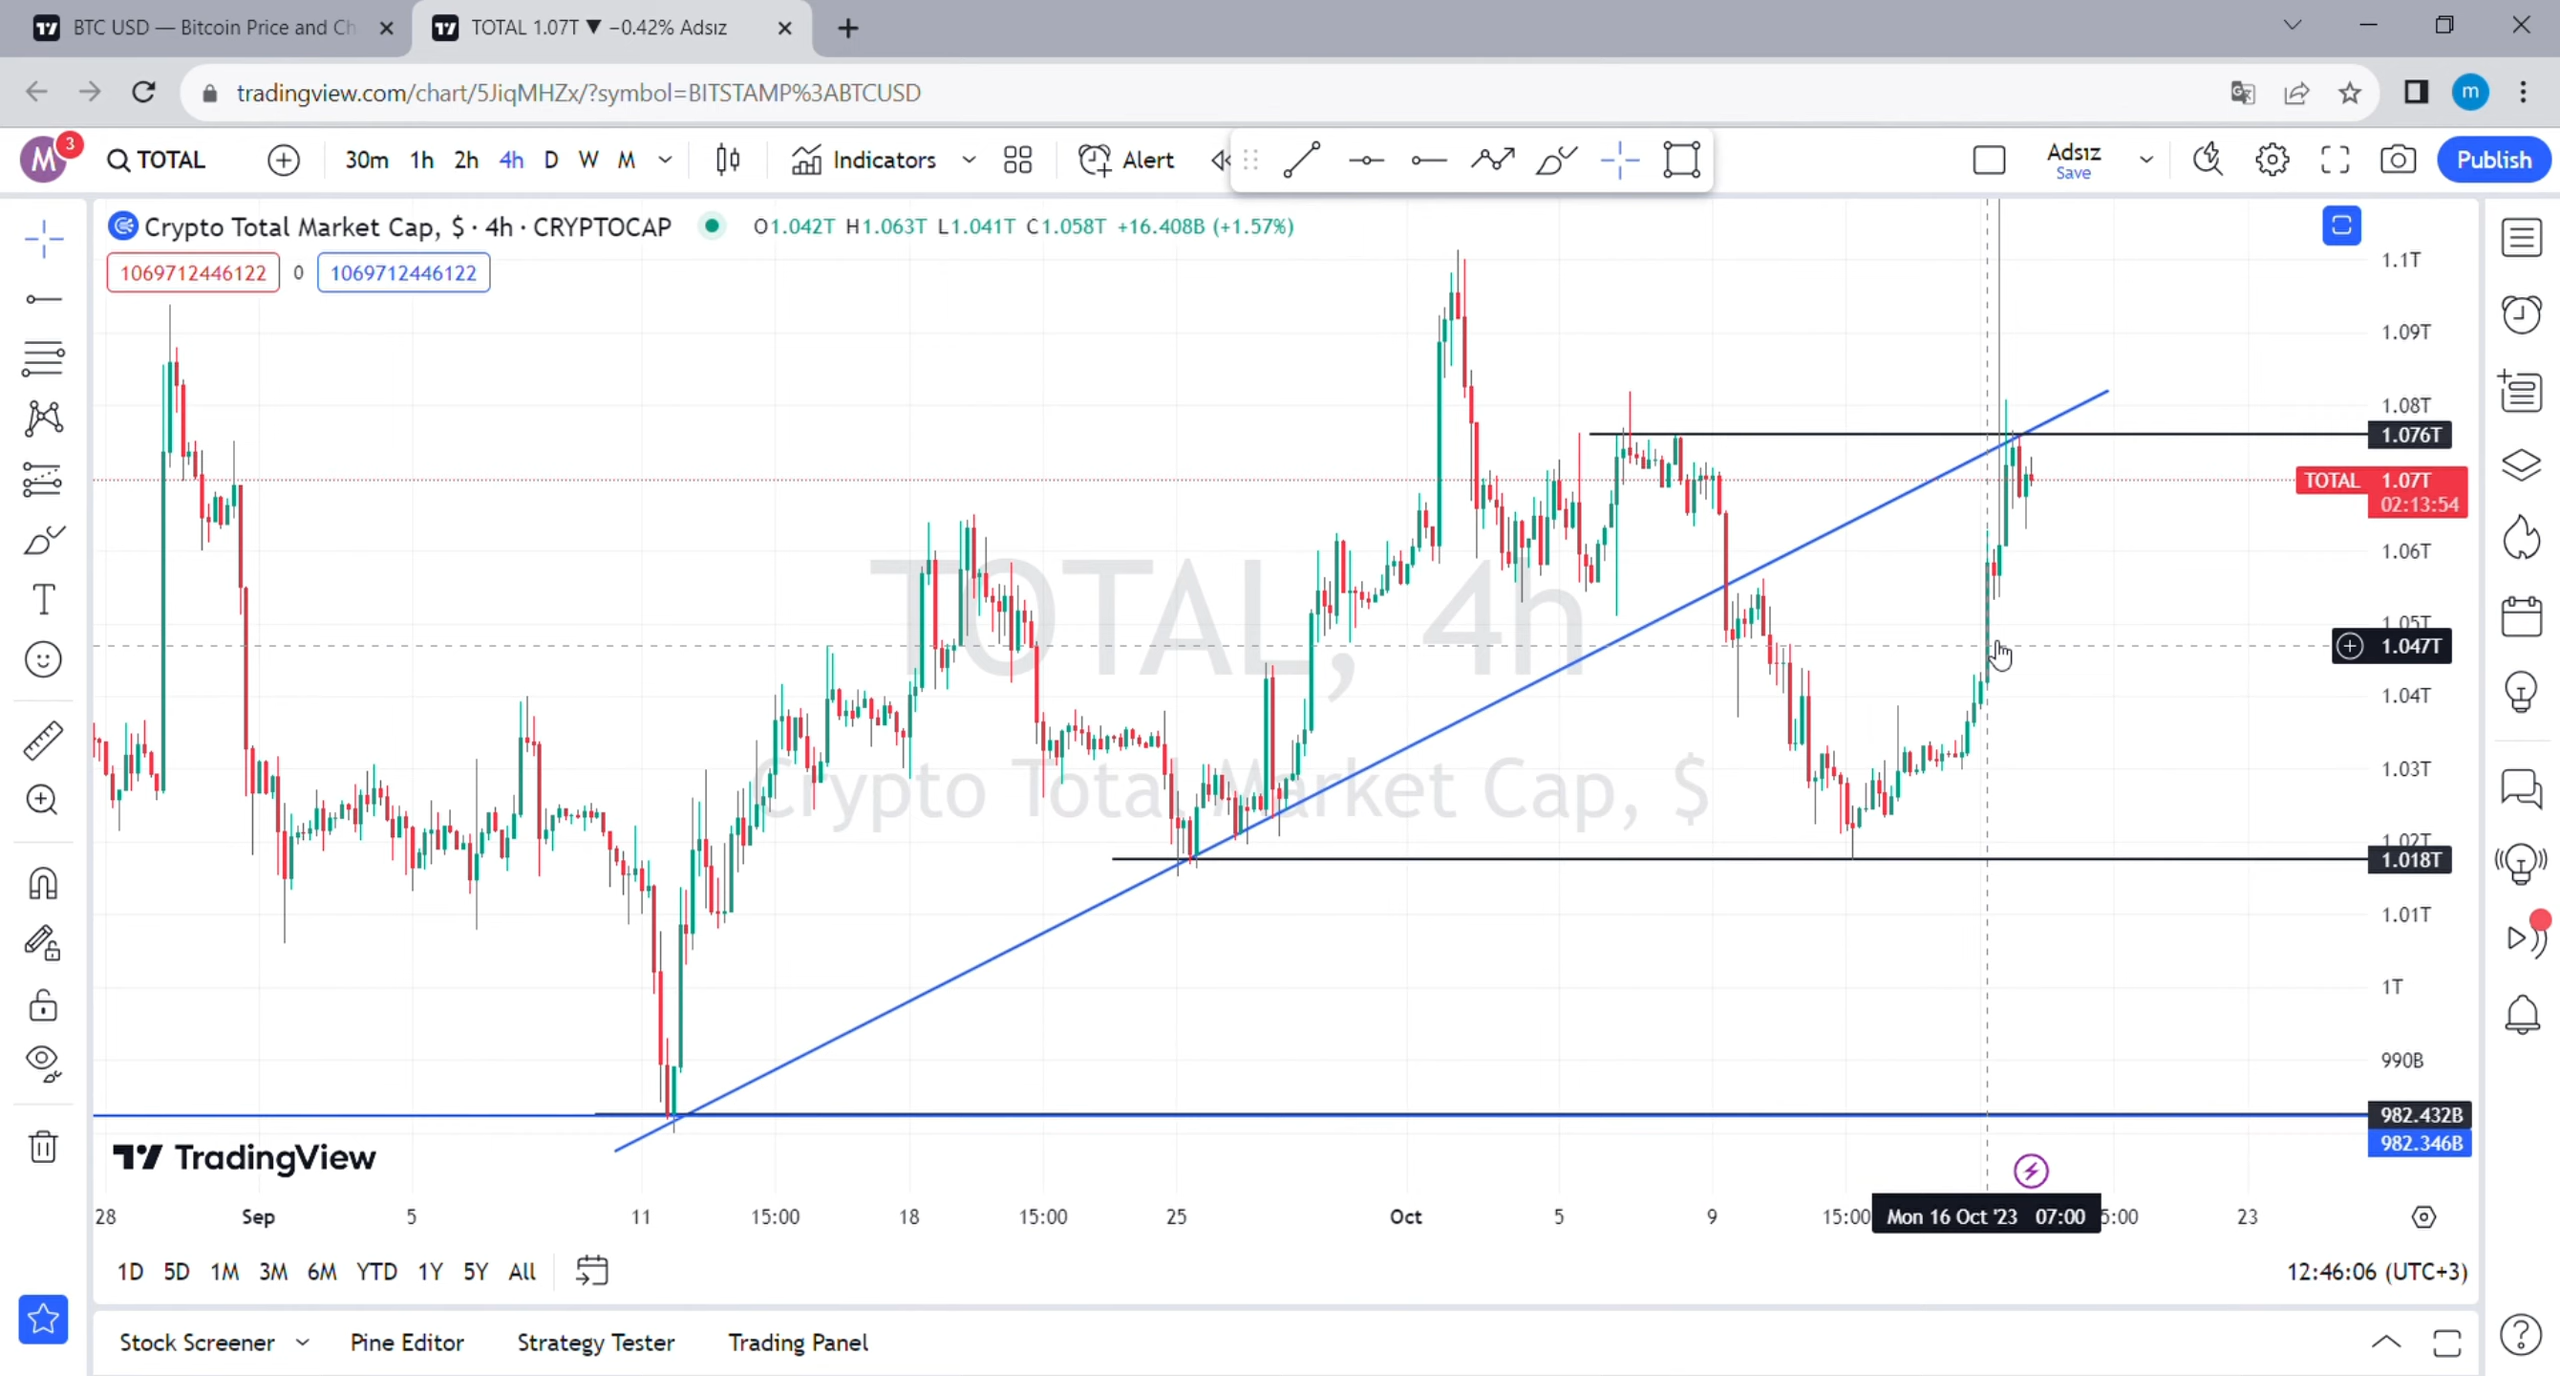 BTC USD — Bitcoin Price and Ch
TOTAL 1.07T ▼ −0.42% Adsız
tradingview.com/chart/5JiqMHZx/?symbol=BITSTAMP%3ABTCUSD
m
M 3
TOTAL
30m 1h 2h 4h D W M
Indicators
Alert
Adsız
Save
Publish
Crypto Total Market Cap, $ · 4h · CRYPTOCAP
O1.042T H1.063T L1.041T C1.058T +16.408B (+1.57%)
1069712446122 0 1069712446122
1.1T
1.09T
1.08T
1.076T
TOTAL 1.07T
02:13:54
1.06T
1.05T
1.047T
1.04T
1.03T
1.02T
1.018T
1.01T
1T
990B
982.432B
982.346B
TOTAL, 4h
Crypto Total Market Cap, $
TradingView
28 Sep 5 11 15:00 18 15:00 25 Oct 5 9 15:00 Mon 16 Oct '23 07:00 5:00 23
1D 5D 1M 3M 6M YTD 1Y 5Y All
12:46:06 (UTC+3)
Stock Screener Pine Editor Strategy Tester Trading Panel